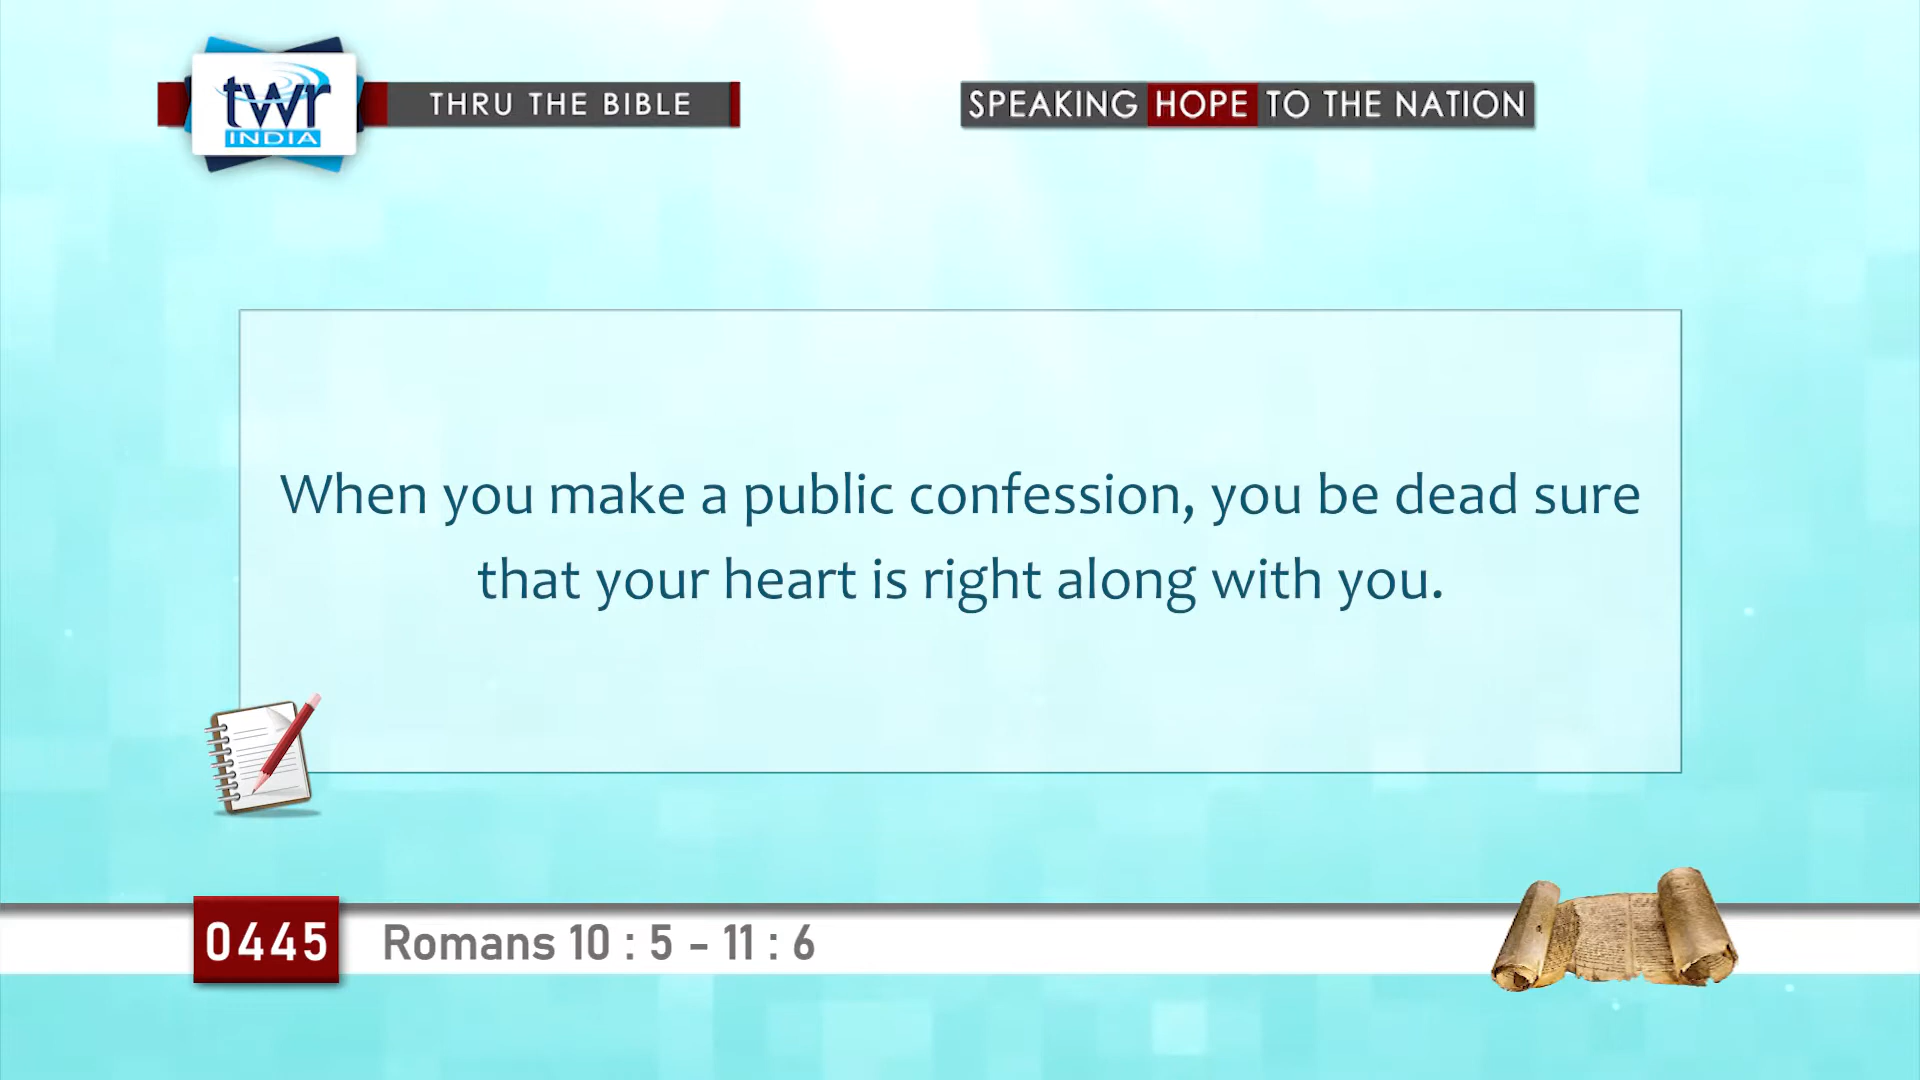 twr
INDIA
THRU THE BIBLE
SPEAKING HOPE TO THE NATION
When you make a public confession, you be dead sure
that your heart is right along with you.
0445
Romans 10 : 5 - 11 : 6